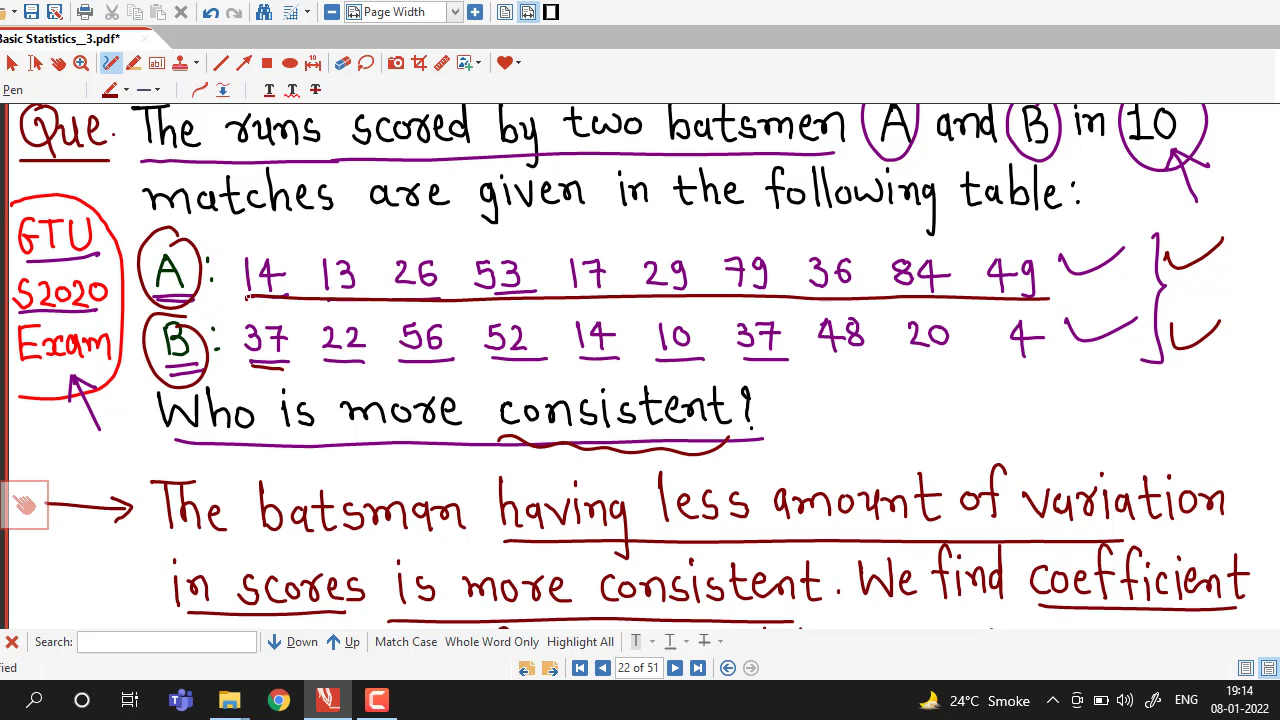 Page Width
Basic Statistics_3.pdf*
Pen
Que. The runs scored by two batsmen A and B in 10
matches are given in the following table:
GTU
S2020
Exam
A : 14 13 26 53 17 29 79 36 84 49
B : 37 22 56 52 14 10 37 48 20 4
Who is more consistent?
The batsman having less amount of variation
in scores is more consistent. We find coefficient
Search: Down Up Match Case Whole Word Only Highlight All
fied
22 of 51
24°C Smoke
ENG
19:14
08-01-2022